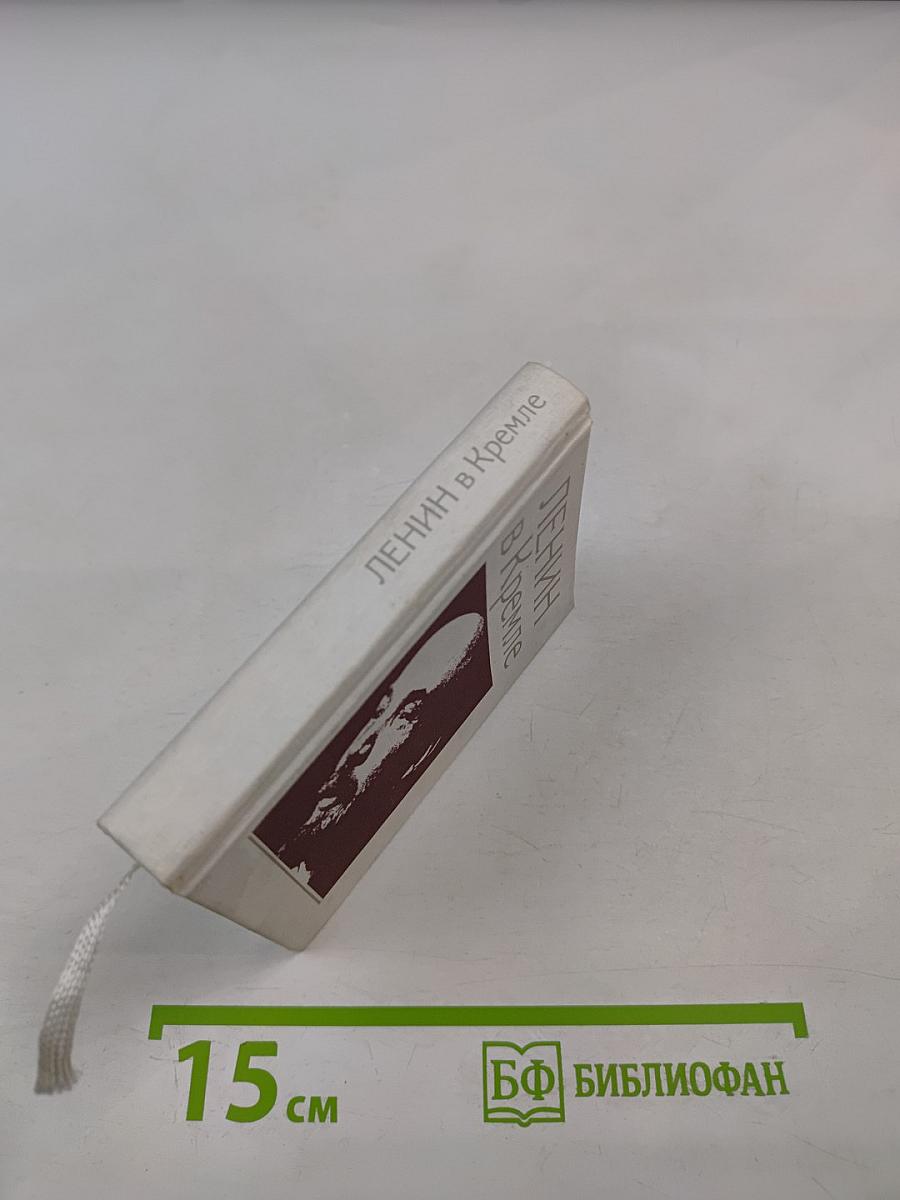 ЛЕНИН в Кремле
ЛЕНИН
в Кремле
15 см
БФ БИБЛИОФАН